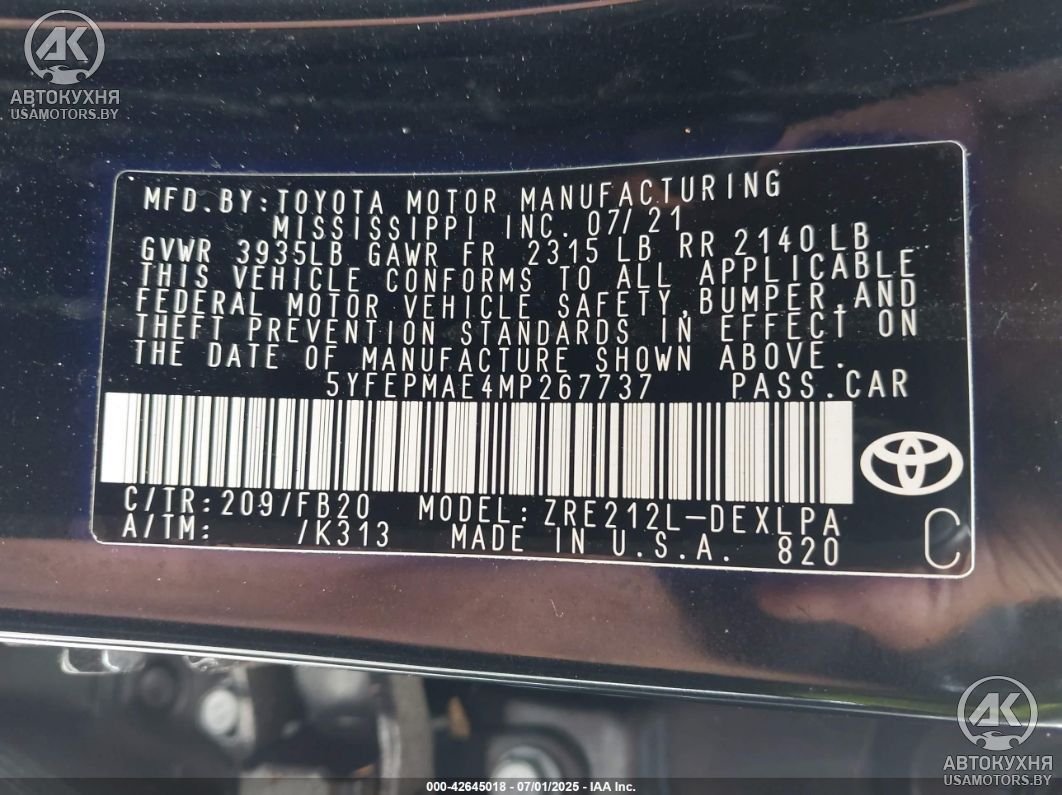 AK
АВТОКУХНЯ
USAMOTORS.BY
MFD.BY:TOYOTA MOTOR MANUFACTURING
MISSISSIPPI INC. 07/21
GVWR 3935LB GAWR FR 2315 LB RR 2140LB
THIS VEHICLE CONFORMS TO ALL APPLICABLE
FEDERAL MOTOR VEHICLE SAFETY,BUMPER,AND
THEFT PREVENTION STANDARDS IN EFFECT ON
THE DATE OF MANUFACTURE SHOWN ABOVE.
5YFEPMAE4MP267737 PASS.CAR
C/TR:209/FB20 MODEL:ZRE212L-DEXLPA
A/TM: /K313 MADE IN U.S.A. 820
C
AK
АВТОКУХНЯ
USAMOTORS.BY
000-42645018 - 07/01/2025 - IAA Inc.